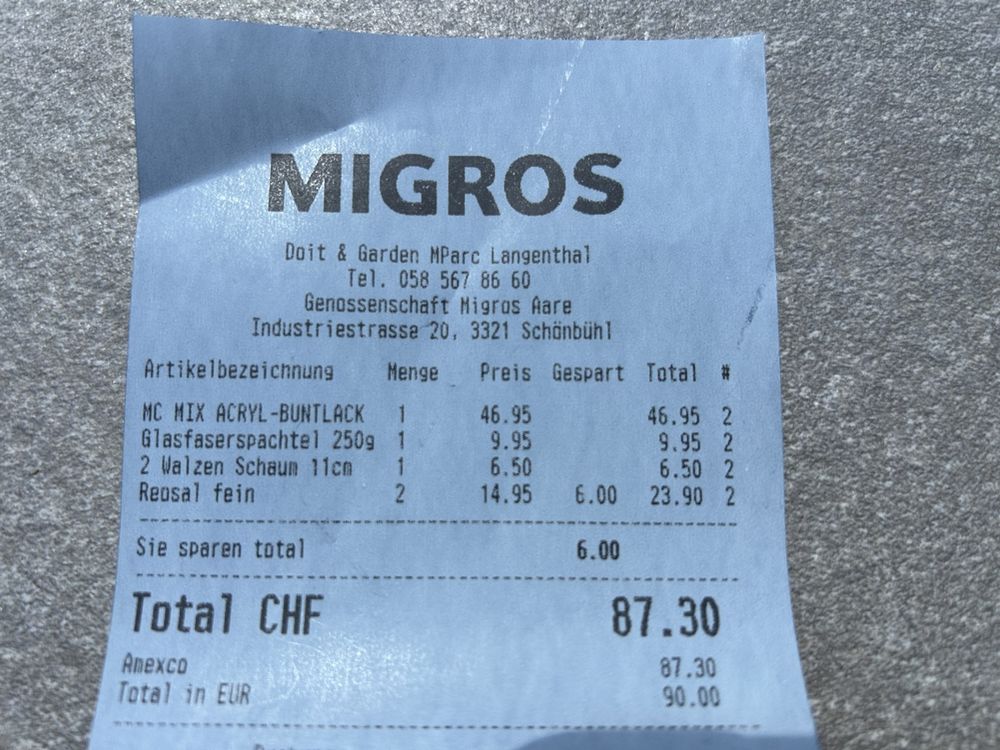 MIGROS
Doit & Garden MParc Langenthal
Tel. 058 567 86 60
Genossenschaft Migros Aare
Industriestrasse 20, 3321 Schönbühl
Artikelbezeichnung Menge Preis Gespart Total #
MC MIX ACRYL-BUNTLACK 1 46.95 46.95 2
Glasfaserspachtel 250g 1 9.95 9.95 2
2 Walzen Schaum 11cm 1 6.50 6.50 2
Reosal fein 2 14.95 6.00 23.90 2
Sie sparen total 6.00
Total CHF 87.30
Amexco 87.30
Total in EUR 90.00